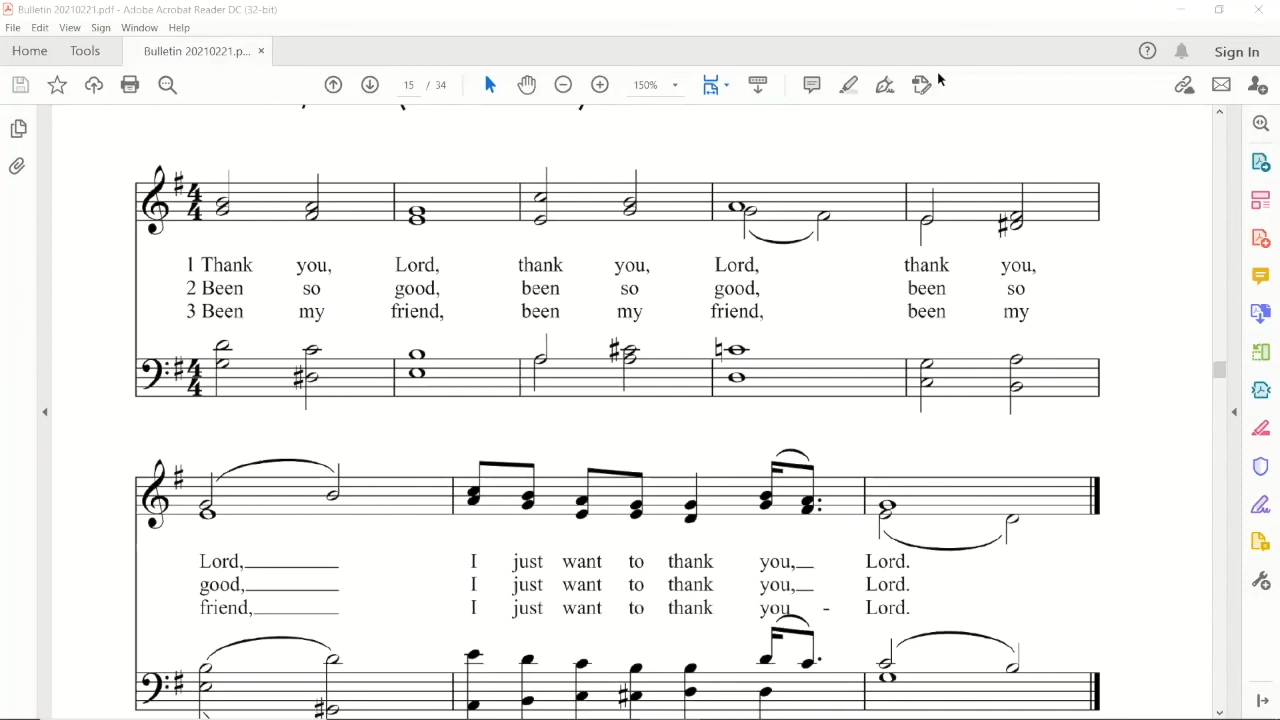 Bulletin 20210221.pdf - Adobe Acrobat Reader DC (32-bit)
File Edit View Sign Window Help
Home Tools Bulletin 20210221.p... × Sign In
15 / 34 150%
1 Thank you, Lord, thank you, Lord, thank you,
2 Been so good, been so good, been so
3 Been my friend, been my friend, been my
Lord, I just want to thank you, Lord.
good, I just want to thank you, Lord.
friend, I just want to thank you - Lord.